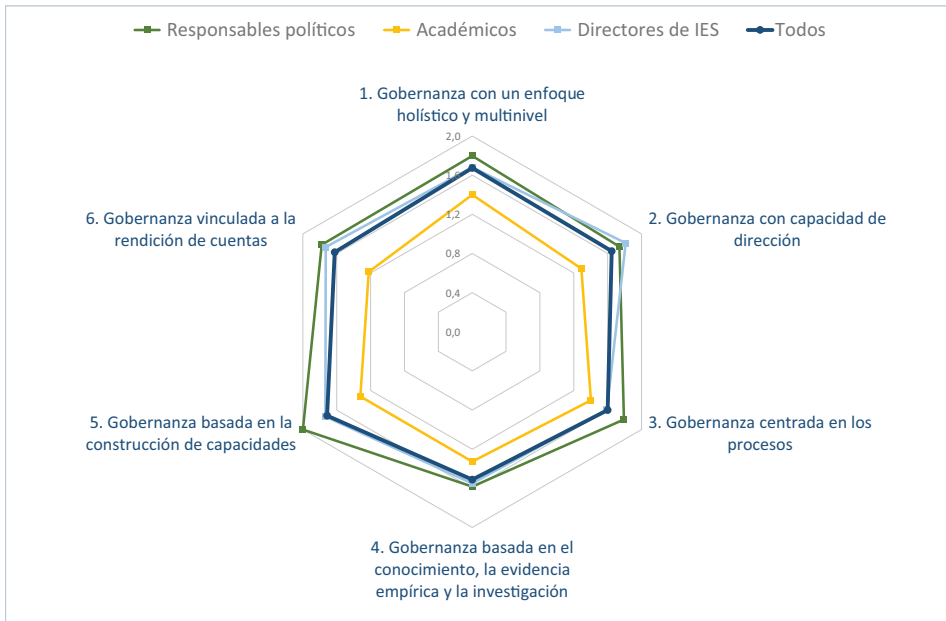 Responsables políticos Académicos Directores de IES Todos
1. Gobernanza con un enfoque
holístico y multinivel
2,0
1,6
1,2
0,8
0,4
0,0
2. Gobernanza con capacidad de
dirección
3. Gobernanza centrada en los
procesos
4. Gobernanza basada en el
conocimiento, la evidencia
empírica y la investigación
5. Gobernanza basada en la
construcción de capacidades
6. Gobernanza vinculada a la
rendición de cuentas